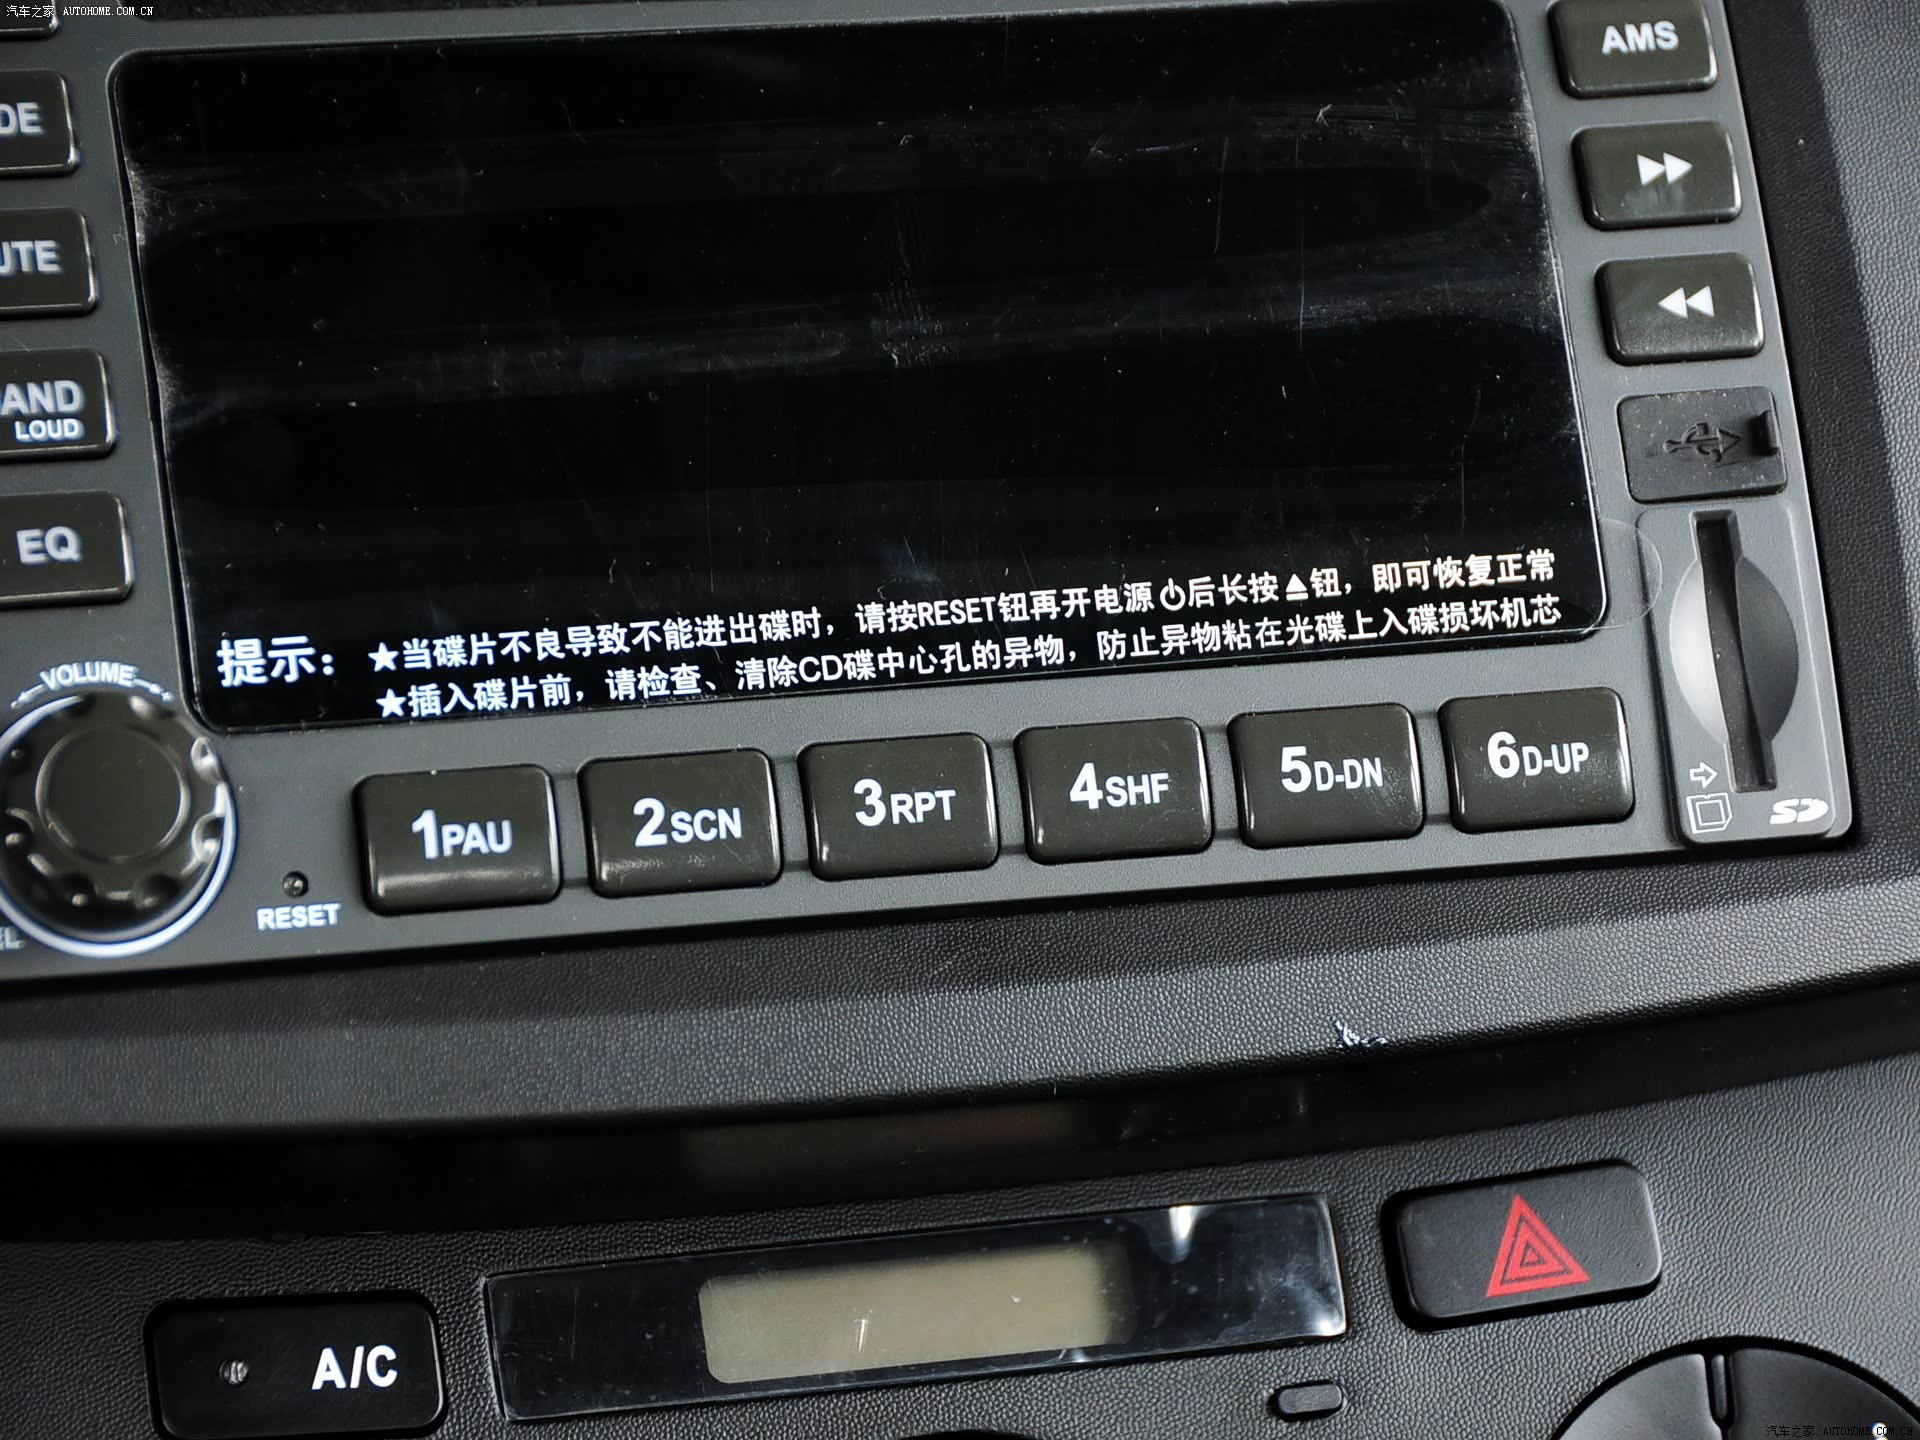 汽车之家 AUTOHOME.COM.CN
AMS
DE
UTE
AND
LOUD
EQ
提示：★当碟片不良导致不能进出碟时，请按RESET钮再开电源⏻后长按⏏钮，即可恢复正常
★插入碟片前，请检查、清除CD碟中心孔的异物，防止异物粘在光碟上入碟损坏机芯
VOLUME
1PAU
2SCN
3RPT
4SHF
5D-DN
6D-UP
RESET
SD
A/C
汽车之家 AUTOHOME.COM.CN